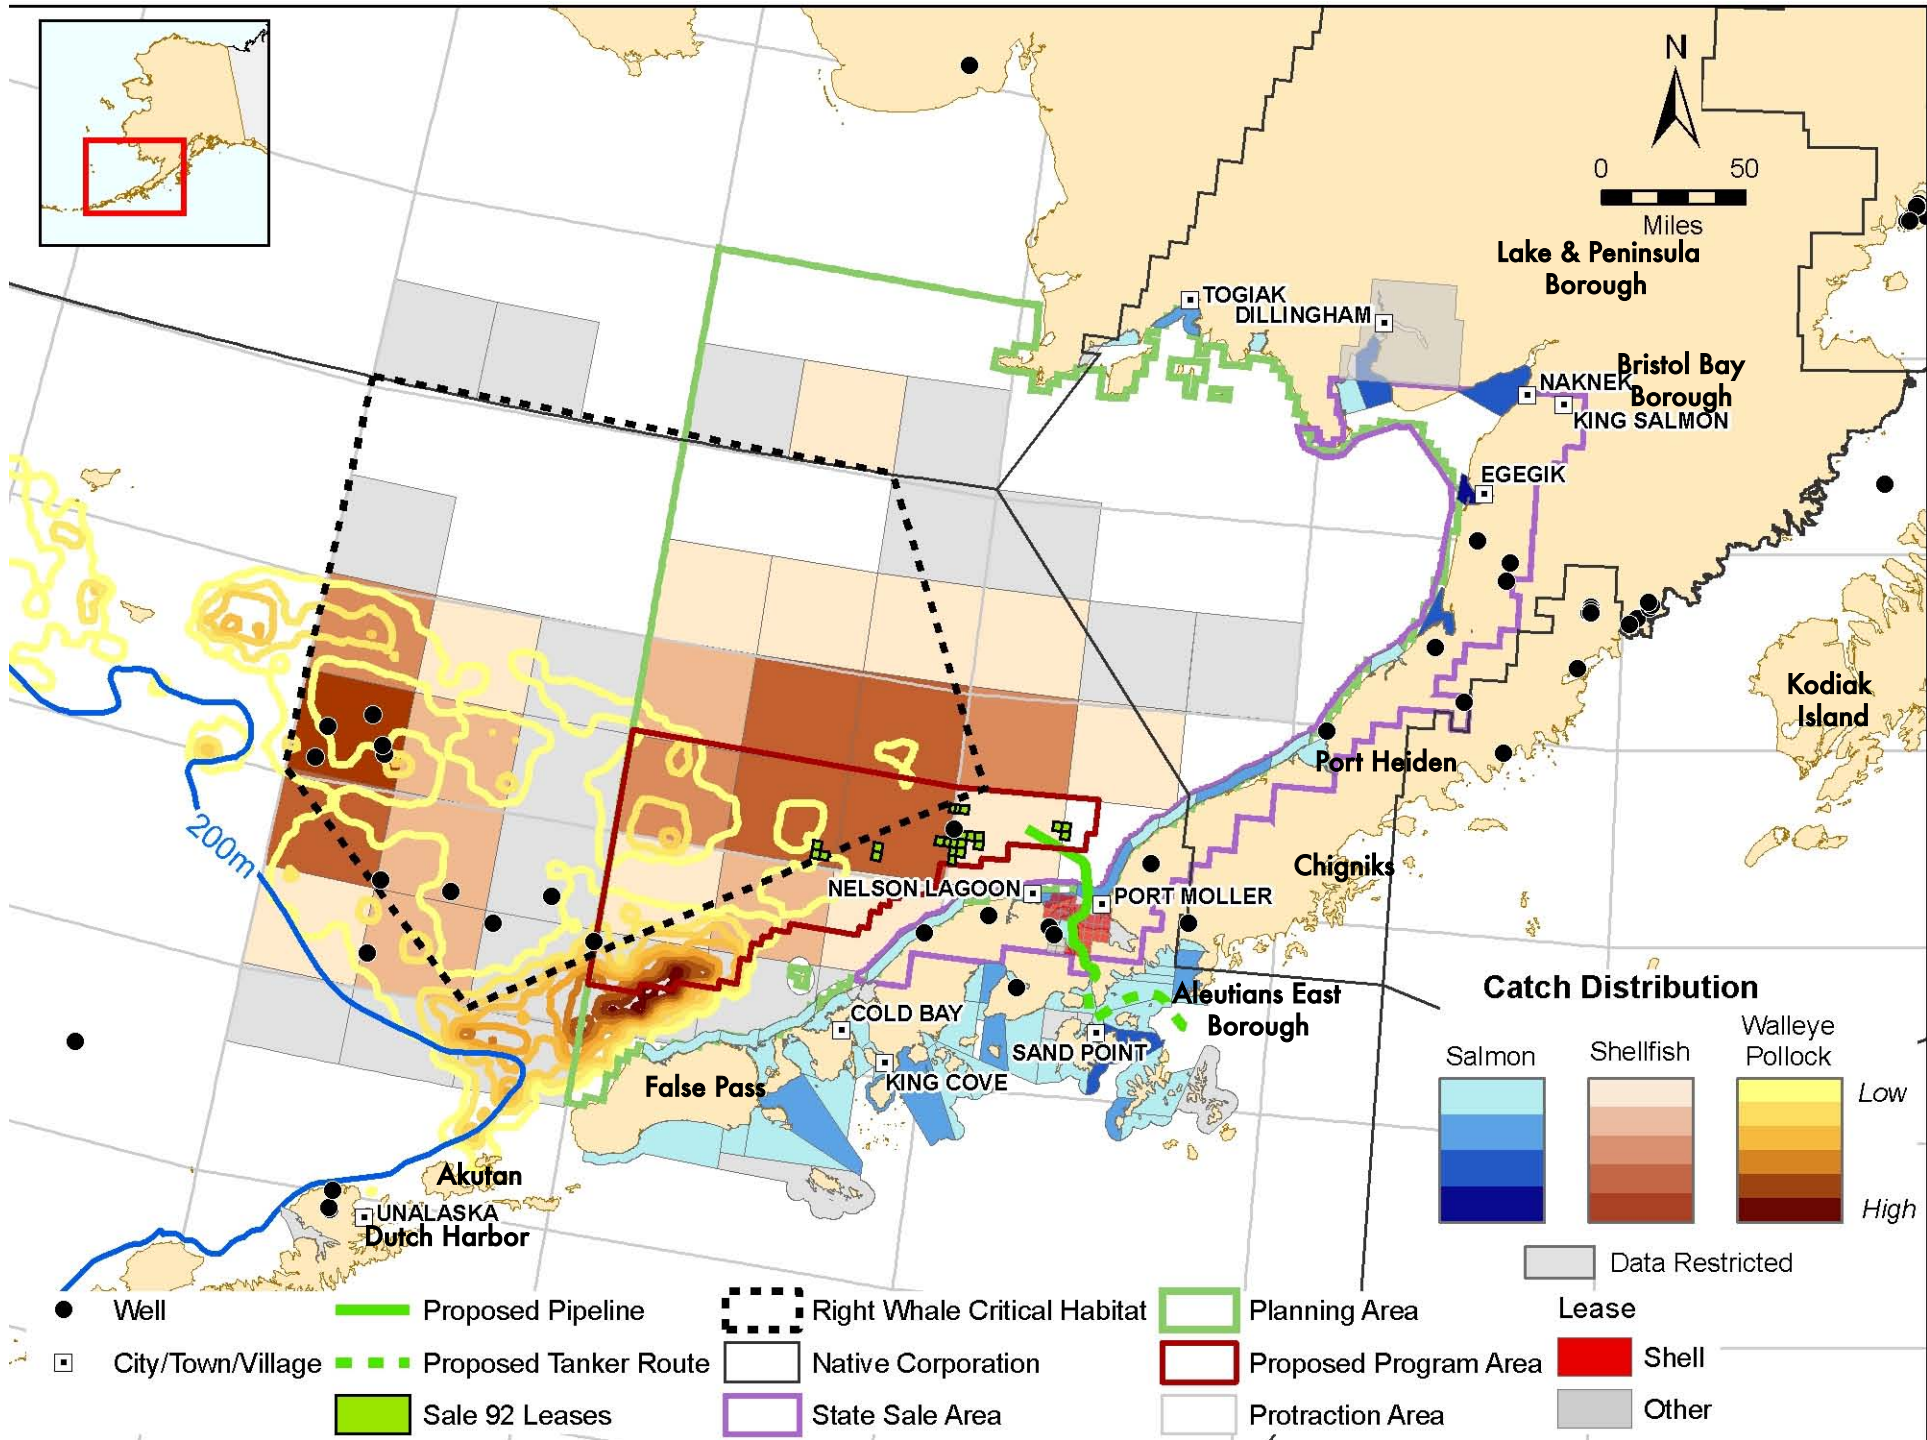 N
0 50
Miles
Lake & Peninsula
Borough
TOGIAK
DILLINGHAM
Bristol Bay
Borough
NAKNEK
KING SALMON
EGEGIK
Kodiak
Island
Port Heiden
200m
Chigniks
NELSON LAGOON
PORT MOLLER
Aleutians East
Borough
COLD BAY
SAND POINT
KING COVE
False Pass
Akutan
UNALASKA
Dutch Harbor
Catch Distribution
Salmon
Shellfish
Walleye
Pollock
Low
High
Data Restricted
Well
Proposed Pipeline
Right Whale Critical Habitat
Planning Area
Lease
City/Town/Village
Proposed Tanker Route
Native Corporation
Proposed Program Area
Shell
Sale 92 Leases
State Sale Area
Protraction Area
Other